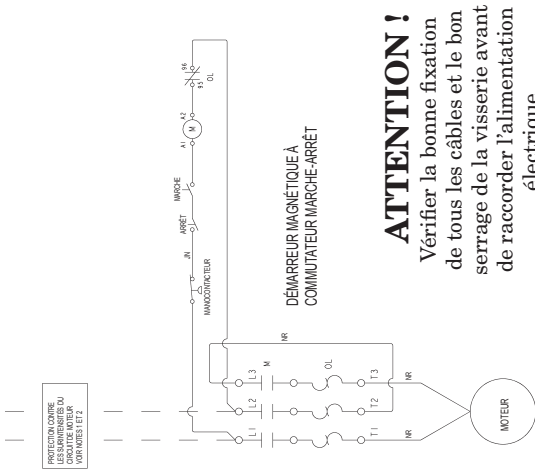 PROTECTION CONTRE
LES SURINTENSITÉS DU
CIRCUIT DE MOTEUR
VOIR NOTES 1 ET 2
MANOCONTACTEUR
JN
ARRÊT
MARCHE
A1
M
A2
95
96
OL
DÉMARREUR MAGNÉTIQUE À
COMMUTATEUR MARCHE-ARRÊT
L1
L2
L3
M
NR
OL
T1
T2
T3
NR
NR
MOTEUR
ATTENTION !
Vérifier la bonne fixation
de tous les câbles et le bon
serrage de la visserie avant
de raccorder l'alimentation
électrique